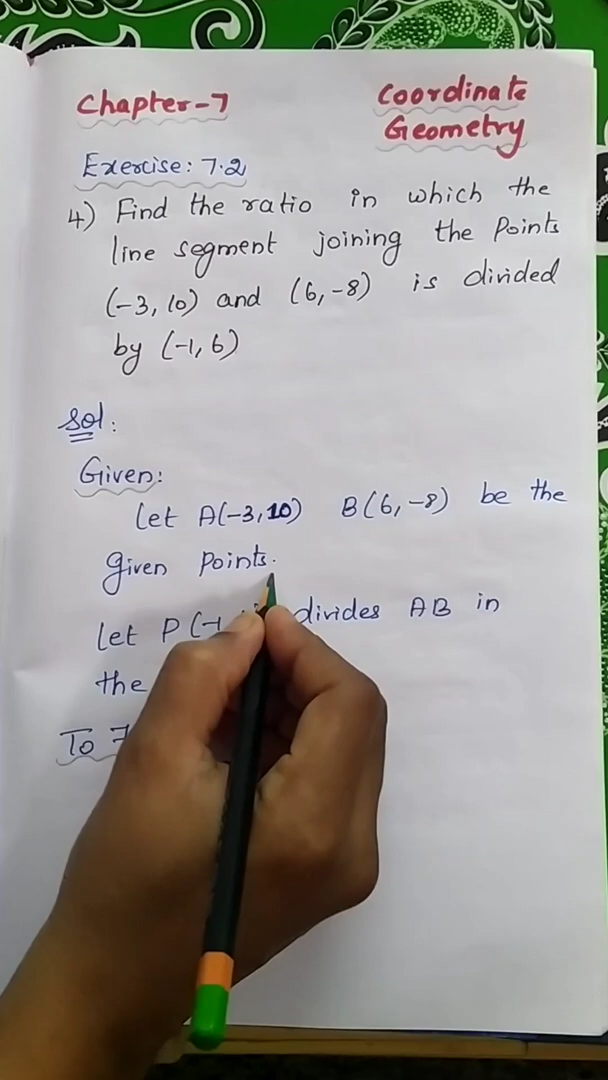 Chapter-7
Coordinate
Geometry
Exercise: 7.2
4) Find the ratio in which the
line segment joining the Points
(-3, 10) and (6, -8) is divided
by (-1, 6)
Sol:
Given:
Let A(-3, 10) B(6, -8) be the
given Points.
Let P(-1 divides AB in
the
To